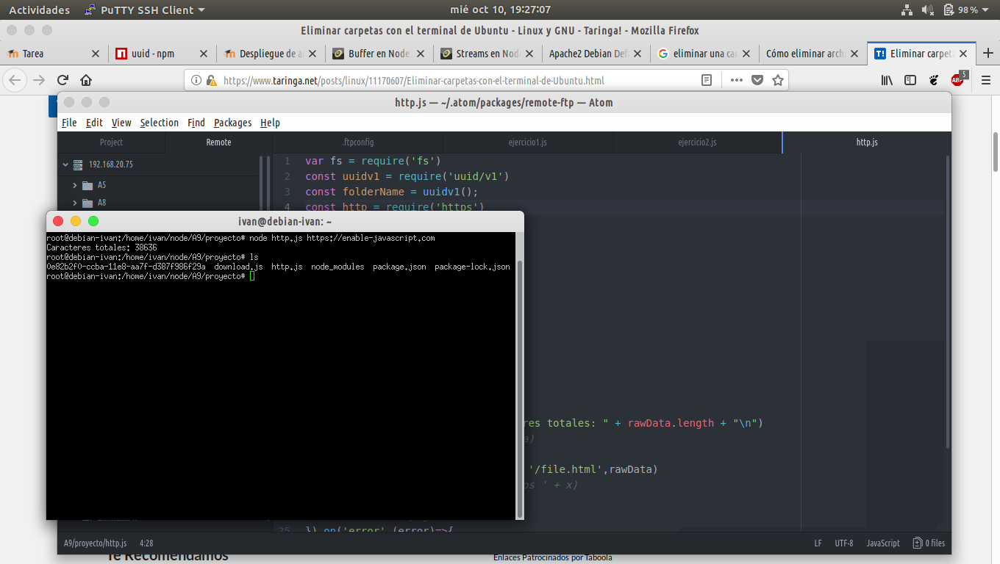 Actividades PuTTY SSH Client mié oct 10, 19:27:07 98 %
Eliminar carpetas con el terminal de Ubuntu - Linux y GNU - Taringa! - Mozilla Firefox
Tarea uuid - npm Despliegue de a Buffer en Node. Streams en Nod Apache2 Debian Def eliminar una car Cómo eliminar archi Eliminar carpeta
https://www.taringa.net/posts/linux/11170607/Eliminar-carpetas-con-el-terminal-de-Ubuntu.html ABP 5
http.js — ~/.atom/packages/remote-ftp — Atom
File Edit View Selection Find Packages Help
Project Remote .ftpconfig ejercicio1.js ejercicio2.js http.js
192.168.20.75
A5
A8
1 var fs = require('fs')
2 const uuidv1 = require('uuid/v1')
3 const folderName = uuidv1();
4 const http = require('https')
ivan@debian-ivan: ~
root@debian-ivan:/home/ivan/node/A9/proyecto# node http.js https://enable-javascript.com
Caracteres totales: 38636
root@debian-ivan:/home/ivan/node/A9/proyecto# ls
0e82b2f0-ccba-11e8-aa7f-d387f986f29a download.js http.js node_modules package.json package-lock.json
root@debian-ivan:/home/ivan/node/A9/proyecto#
res totales: " + rawData.length + "\n")
a)
'/file.html',rawData)
os ' + x)
25 }).on('error',(error)=>{
A9/proyecto/http.js 4:28 LF UTF-8 JavaScript 0 files
Te Recomendamos Enlaces Patrocinados por Taboola